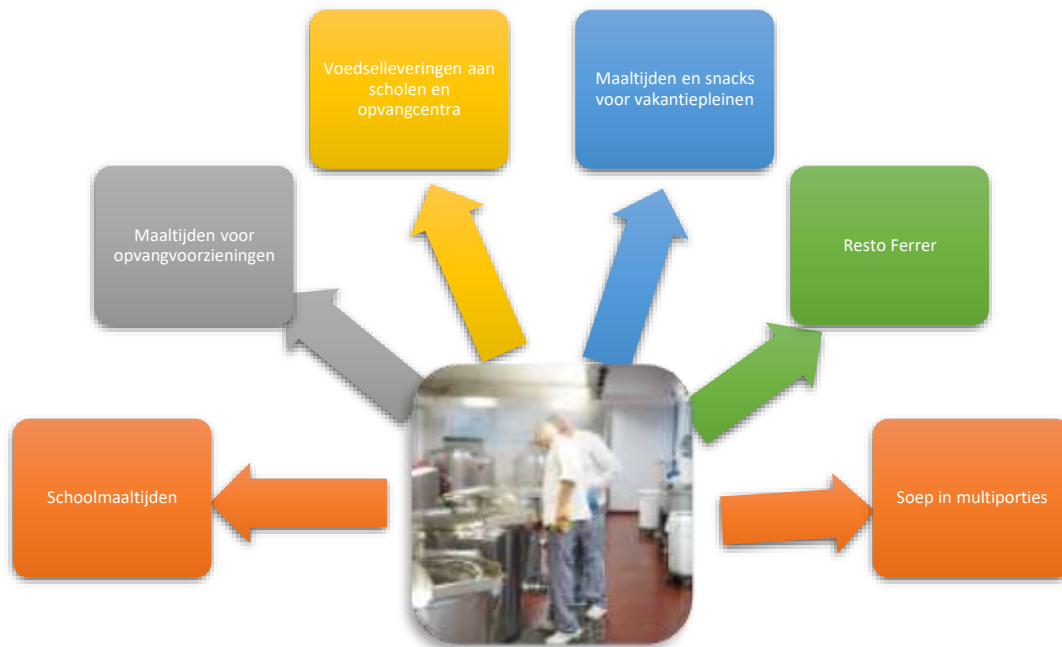 Voedselleveringen aan
scholen en
opvangcentra
Maaltijden en snacks
voor vakantiepleinen
Maaltijden voor
opvangvoorzieningen
Resto Ferrer
Schoolmaaltijden
Soep in multiporties